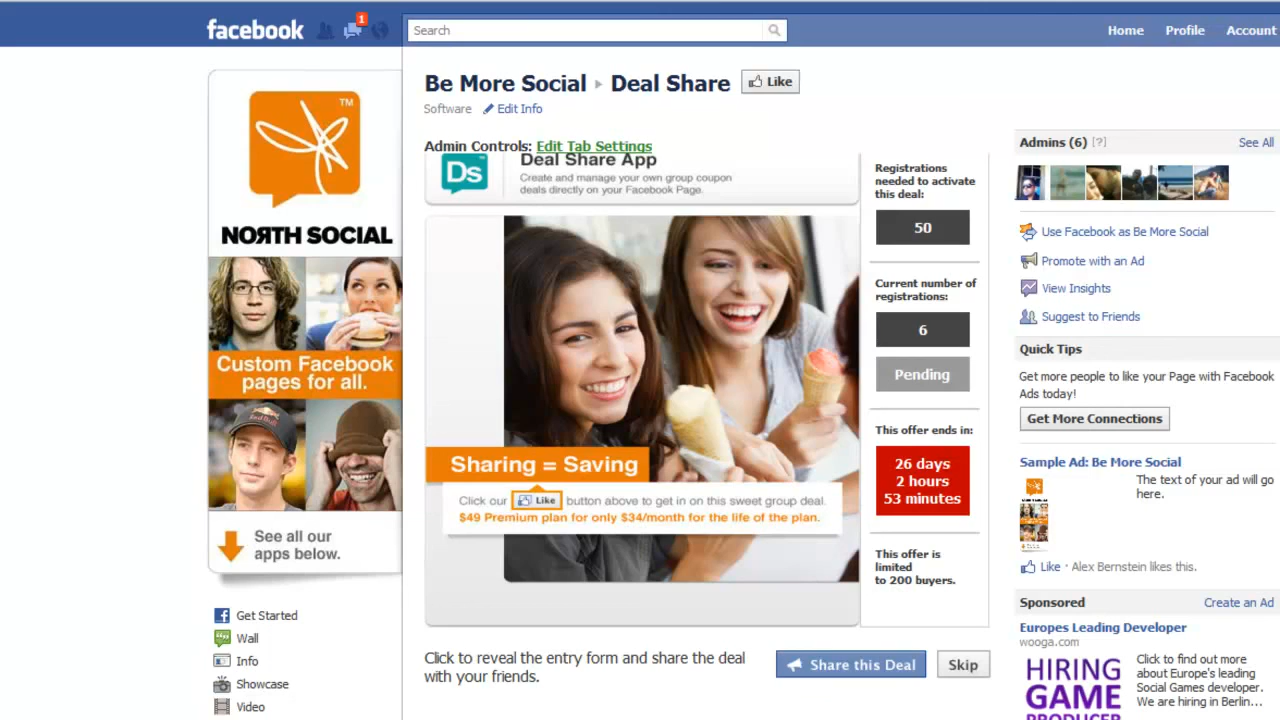 facebook
1
Search
Home
Profile
Account
TM
NORTH SOCIAL
Custom Facebook
pages for all.
Red Bull
See all our
apps below.
Get Started
Wall
Info
Showcase
Video
Be More Social
Deal Share
Like
Software
Edit Info
Admin Controls: Edit Tab Settings
Ds
Deal Share App
Create and manage your own group coupon
deals directly on your Facebook Page.
Sharing = Saving
Click our Like button above to get in on this sweet group deal.
$49 Premium plan for only $34/month for the life of the plan.
Registrations
needed to activate
this deal:
50
Current number of
registrations:
6
Pending
This offer ends in:
26 days
2 hours
53 minutes
This offer is
limited
to 200 buyers.
Click to reveal the entry form and share the deal
with your friends.
Share this Deal
Skip
Admins (6) [?]
See All
Use Facebook as Be More Social
Promote with an Ad
View Insights
Suggest to Friends
Quick Tips
Get more people to like your Page with Facebook
Ads today!
Get More Connections
Sample Ad: Be More Social
The text of your ad will go
here.
Like · Alex Bernstein likes this.
Sponsored
Create an Ad
Europes Leading Developer
wooga.com
HIRING
GAME
PRODUCER
Click to find out more
about Europe's leading
Social Games developer.
We are hiring in Berlin...